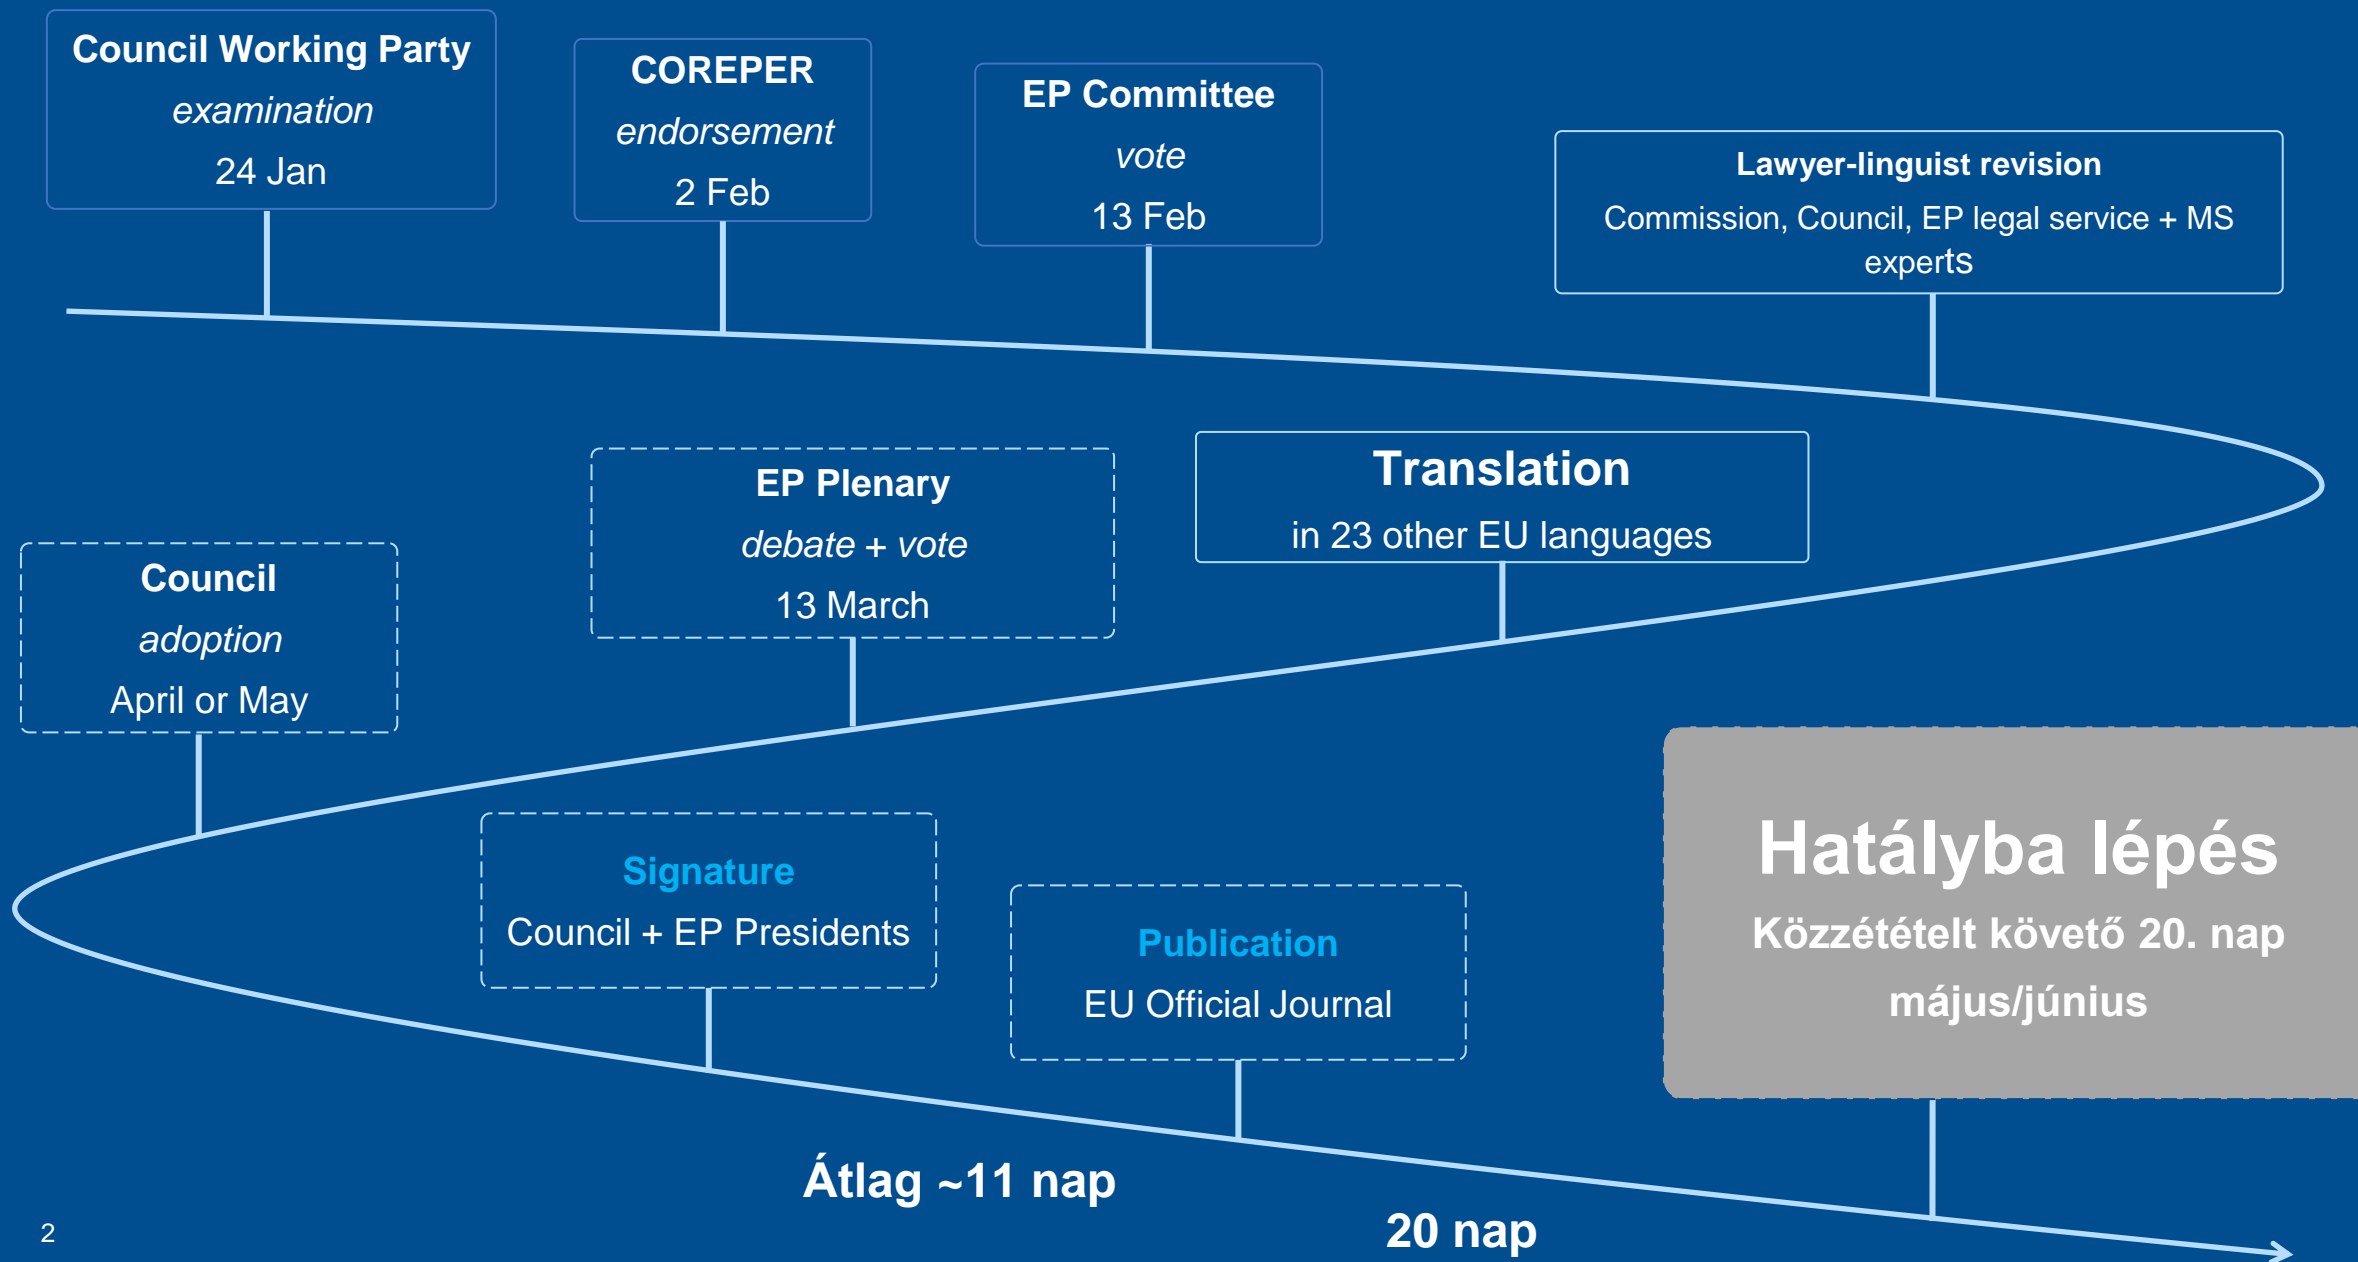 Council Working Party
examination
24 Jan
COREPER
endorsement
2 Feb
EP Committee
vote
13 Feb
Lawyer-linguist revision
Commission, Council, EP legal service + MS
experts
Translation
in 23 other EU languages
EP Plenary
debate + vote
13 March
Council
adoption
April or May
Signature
Council + EP Presidents
Publication
EU Official Journal
Hatályba lépés
Közzétételt követő 20. nap
május/június
Átlag ~11 nap
20 nap
2